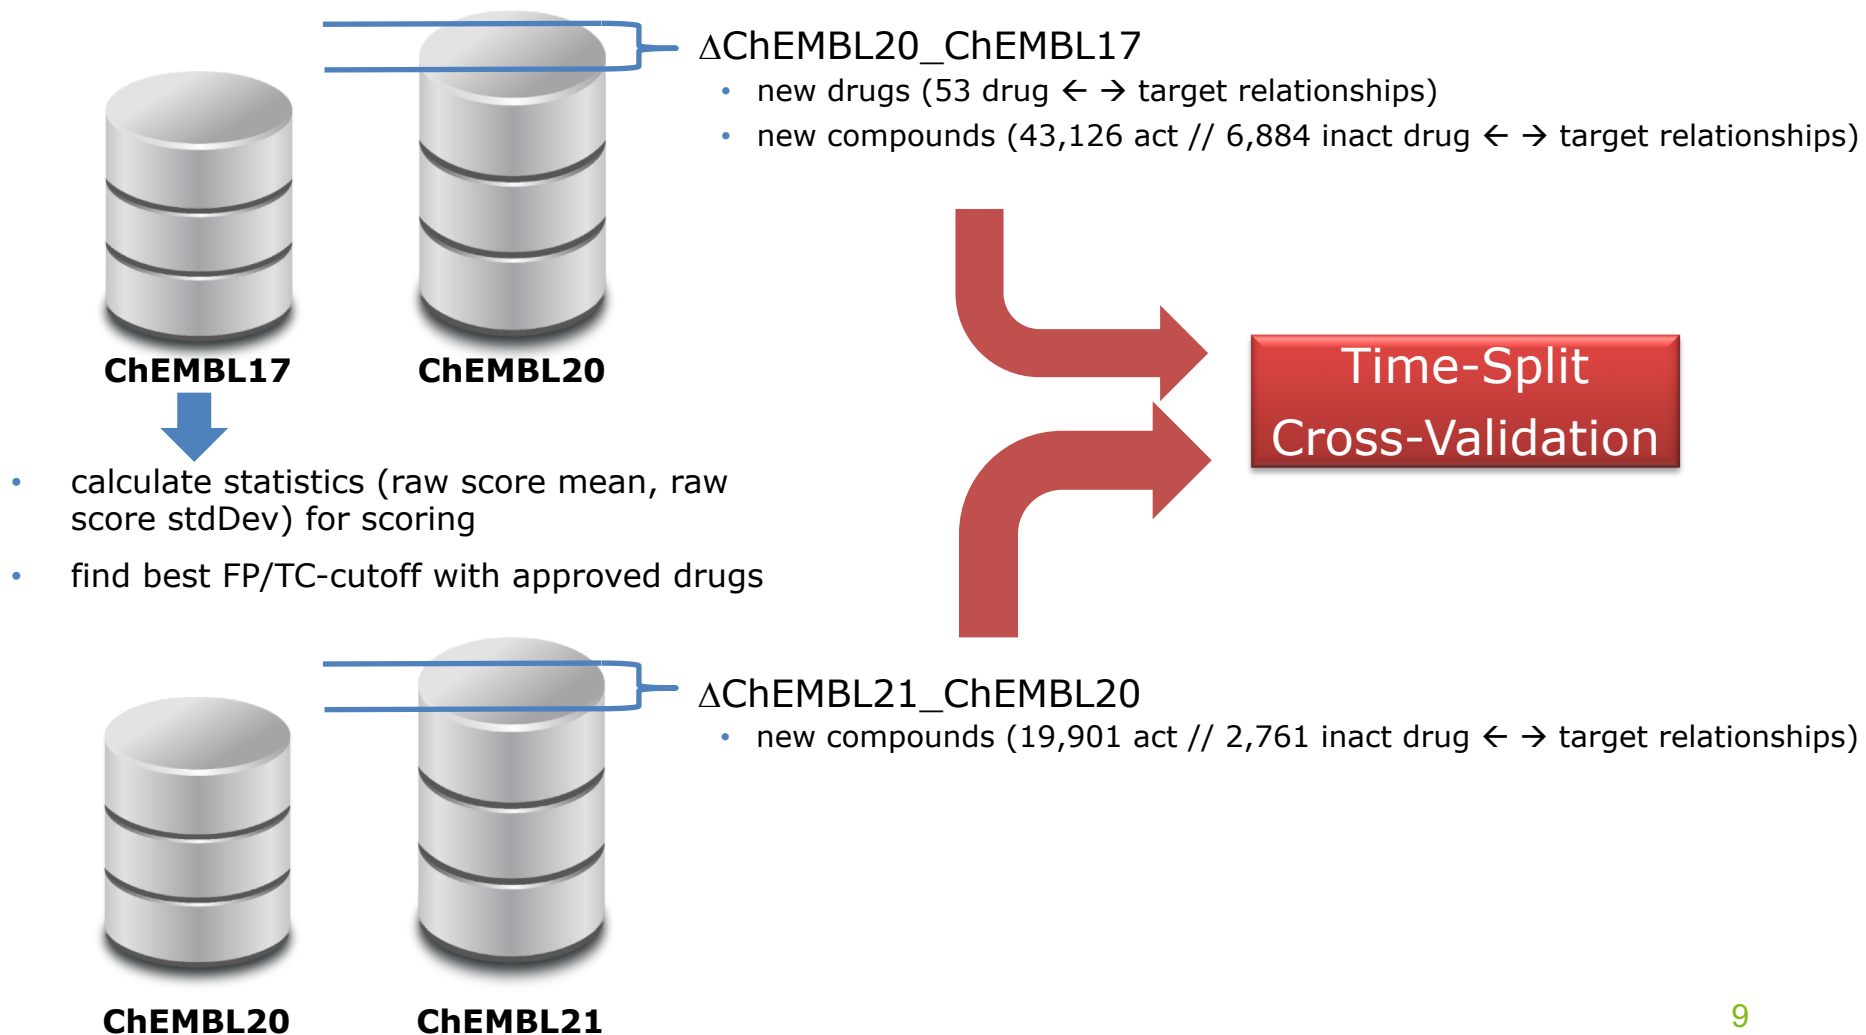 ∆ChEMBL20_ChEMBL17
• new drugs (53 drug ← → target relationships)
• new compounds (43,126 act // 6,884 inact drug ← → target relationships)
ChEMBL17
ChEMBL20
Time-Split
Cross-Validation
• calculate statistics (raw score mean, raw
score stdDev) for scoring
• find best FP/TC-cutoff with approved drugs
∆ChEMBL21_ChEMBL20
• new compounds (19,901 act // 2,761 inact drug ← → target relationships)
ChEMBL20
ChEMBL21
9